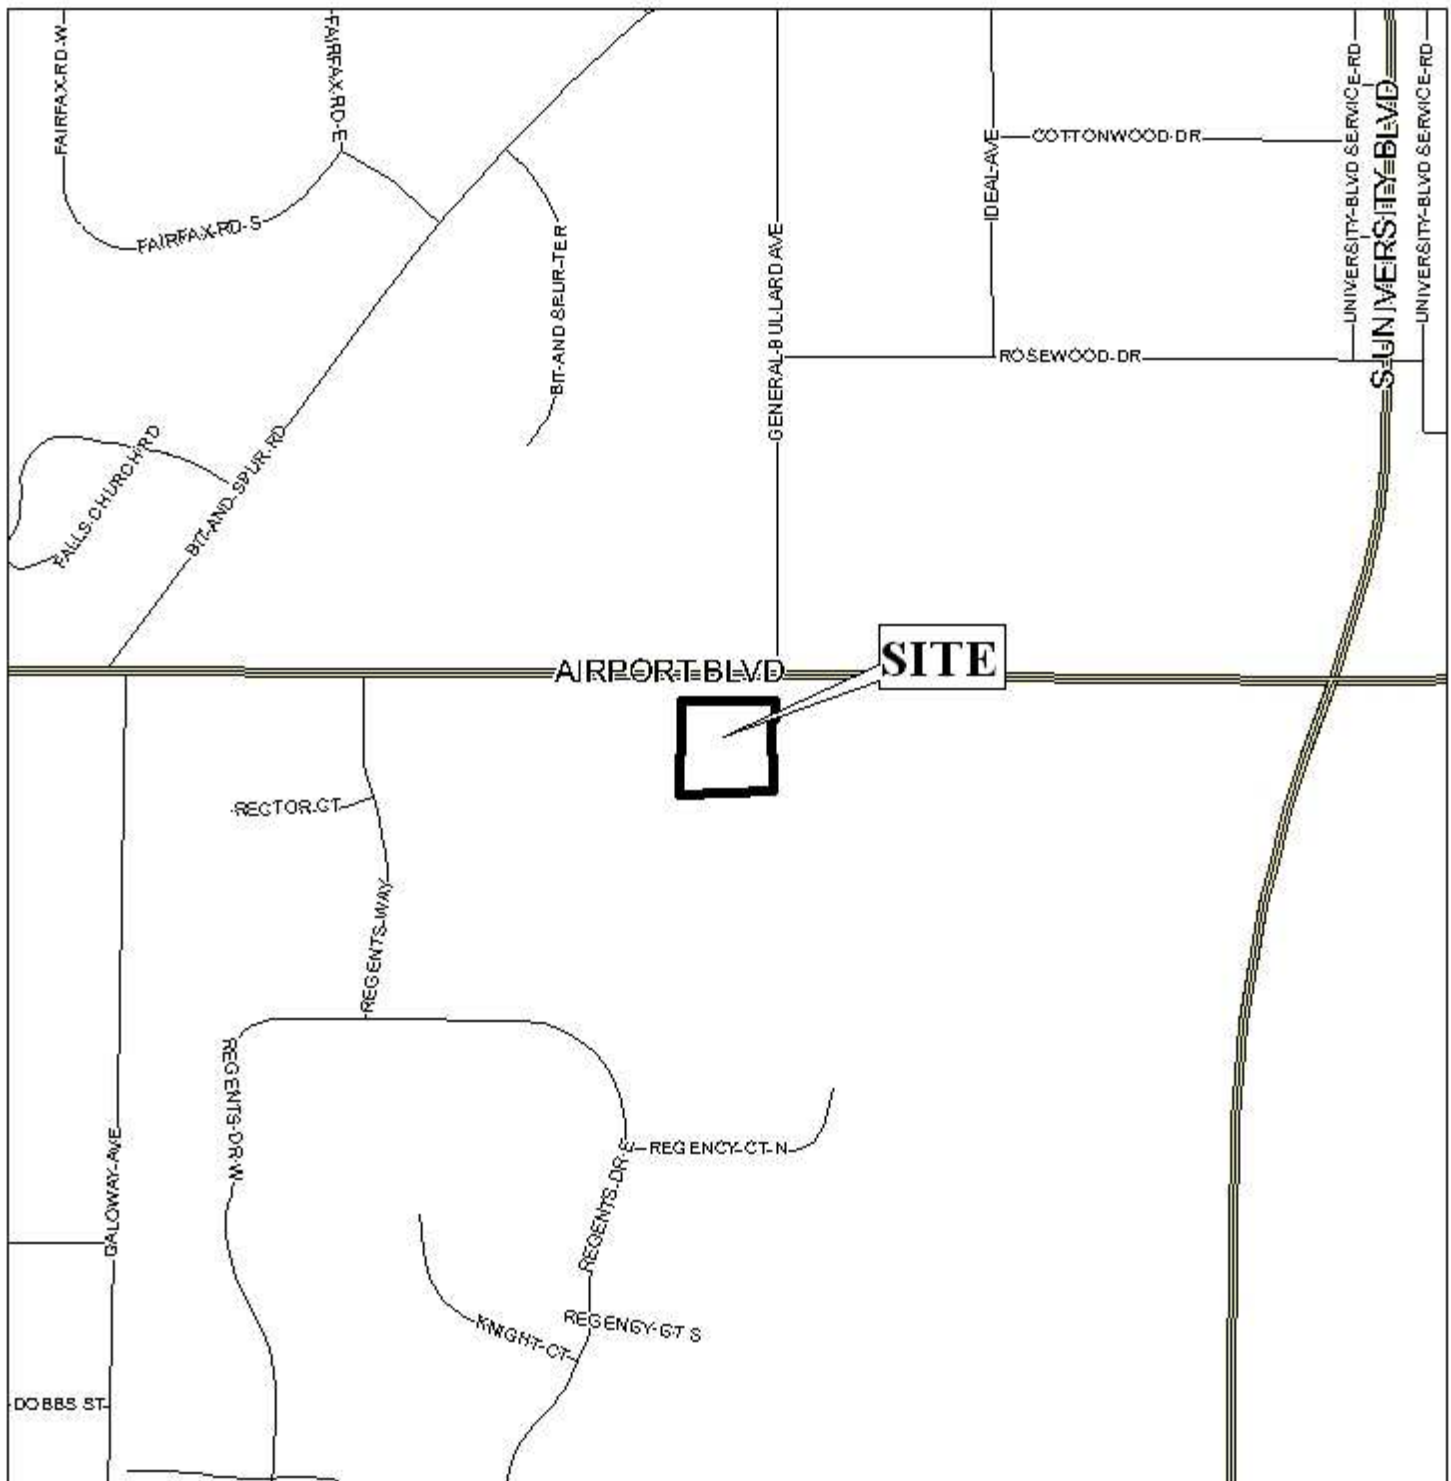 FAIRFAX-RD-W
FAIRFAX-RD-E
FAIRFAX-RD-S
BIT-AND SPUR-TER
GENERAL-BULLARD AVE
IDEAL-AVE
COTTONWOOD-DR
UNIVERSITY-BLVD SERVICE-RD
S-UNIVERSITY-BLVD
UNIVERSITY-BLVD SERVICE-RD
ROSEWOOD-DR
FALLS-CHURCH RD
BIT-AND-SPUR-RD
AIRPORT-BLVD
SITE
RECTOR-CT
REGENTS-WAY
REGENTS-DR-W
REGENTS-DR-E
REGENCY-CT-N
GALOWAY-AVE
KNIGHT-CT
REGENCY-CT S
DOBBS ST